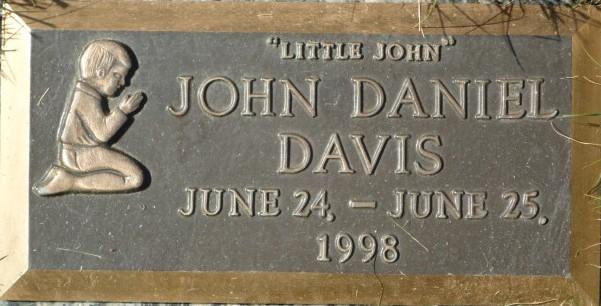 "LITTLE JOHN"
JOHN DANIEL
DAVIS
JUNE 24, – JUNE 25,
1998